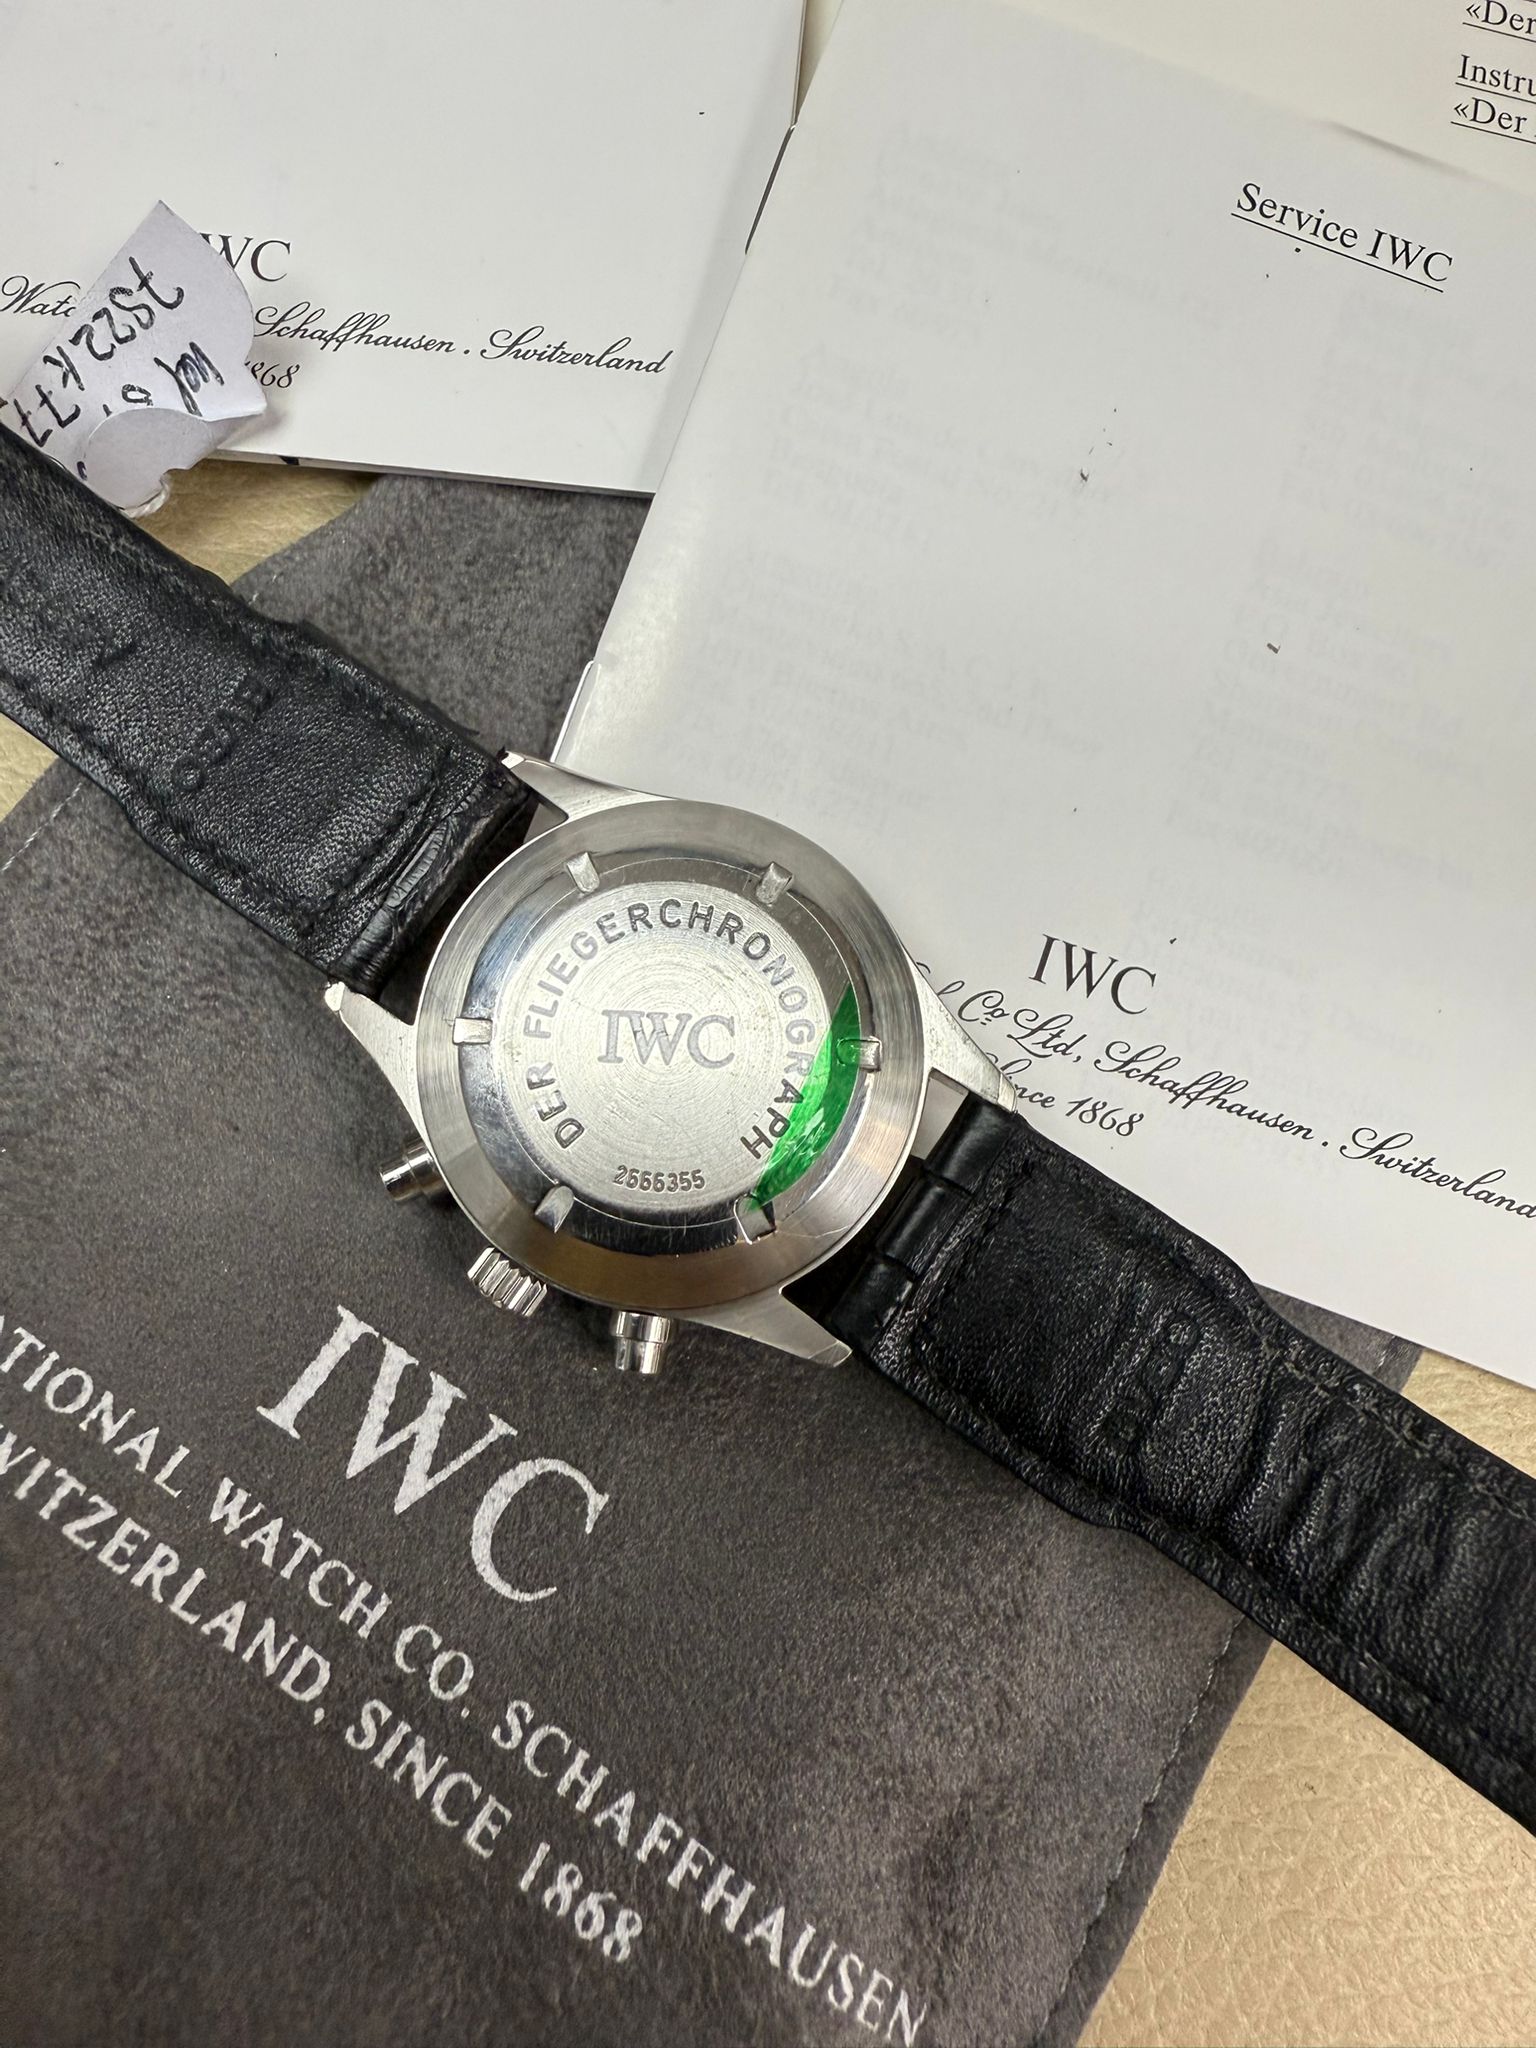 «Der
Instru
«Der
Service IWC
IWC
Schaffhausen . Switzerland
1868
7S22K
IWC
Co Ltd, Schaffhausen . Switzerland
Since 1868
DER FLIEGERCHRONOGRAPH
IWC
2666355
IWC
NATIONAL WATCH CO. SCHAFFHAUSEN
SWITZERLAND, SINCE 1868